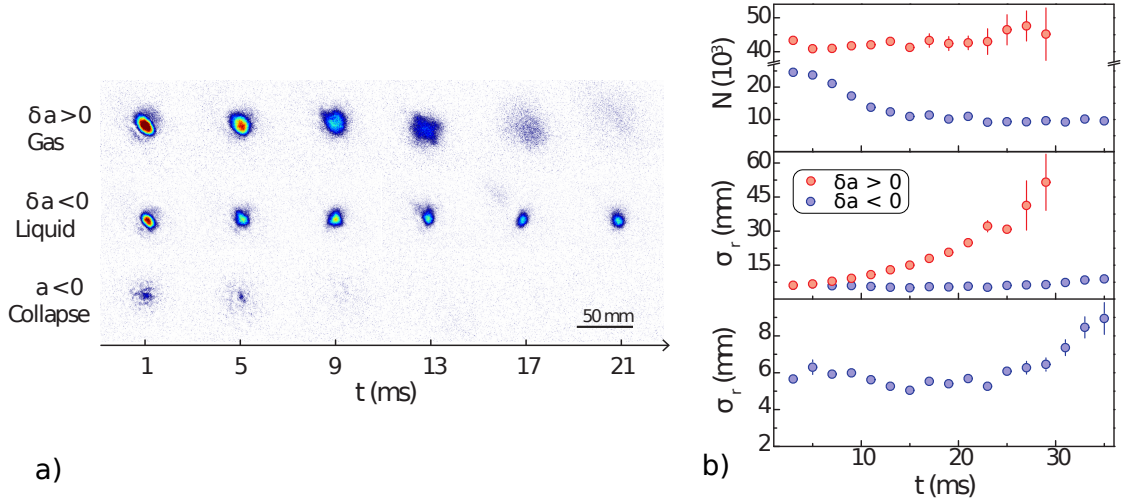 δa>0
Gas
δa<0
Liquid
a<0
Collapse
50 mm
1 5 9 13 17 21
t (ms)
a)
50
40
20
10
N (10³)
60
45
30
15
σr (mm)
δa > 0
δa < 0
8
6
4
2
σr (mm)
10 20 30
t (ms)
b)